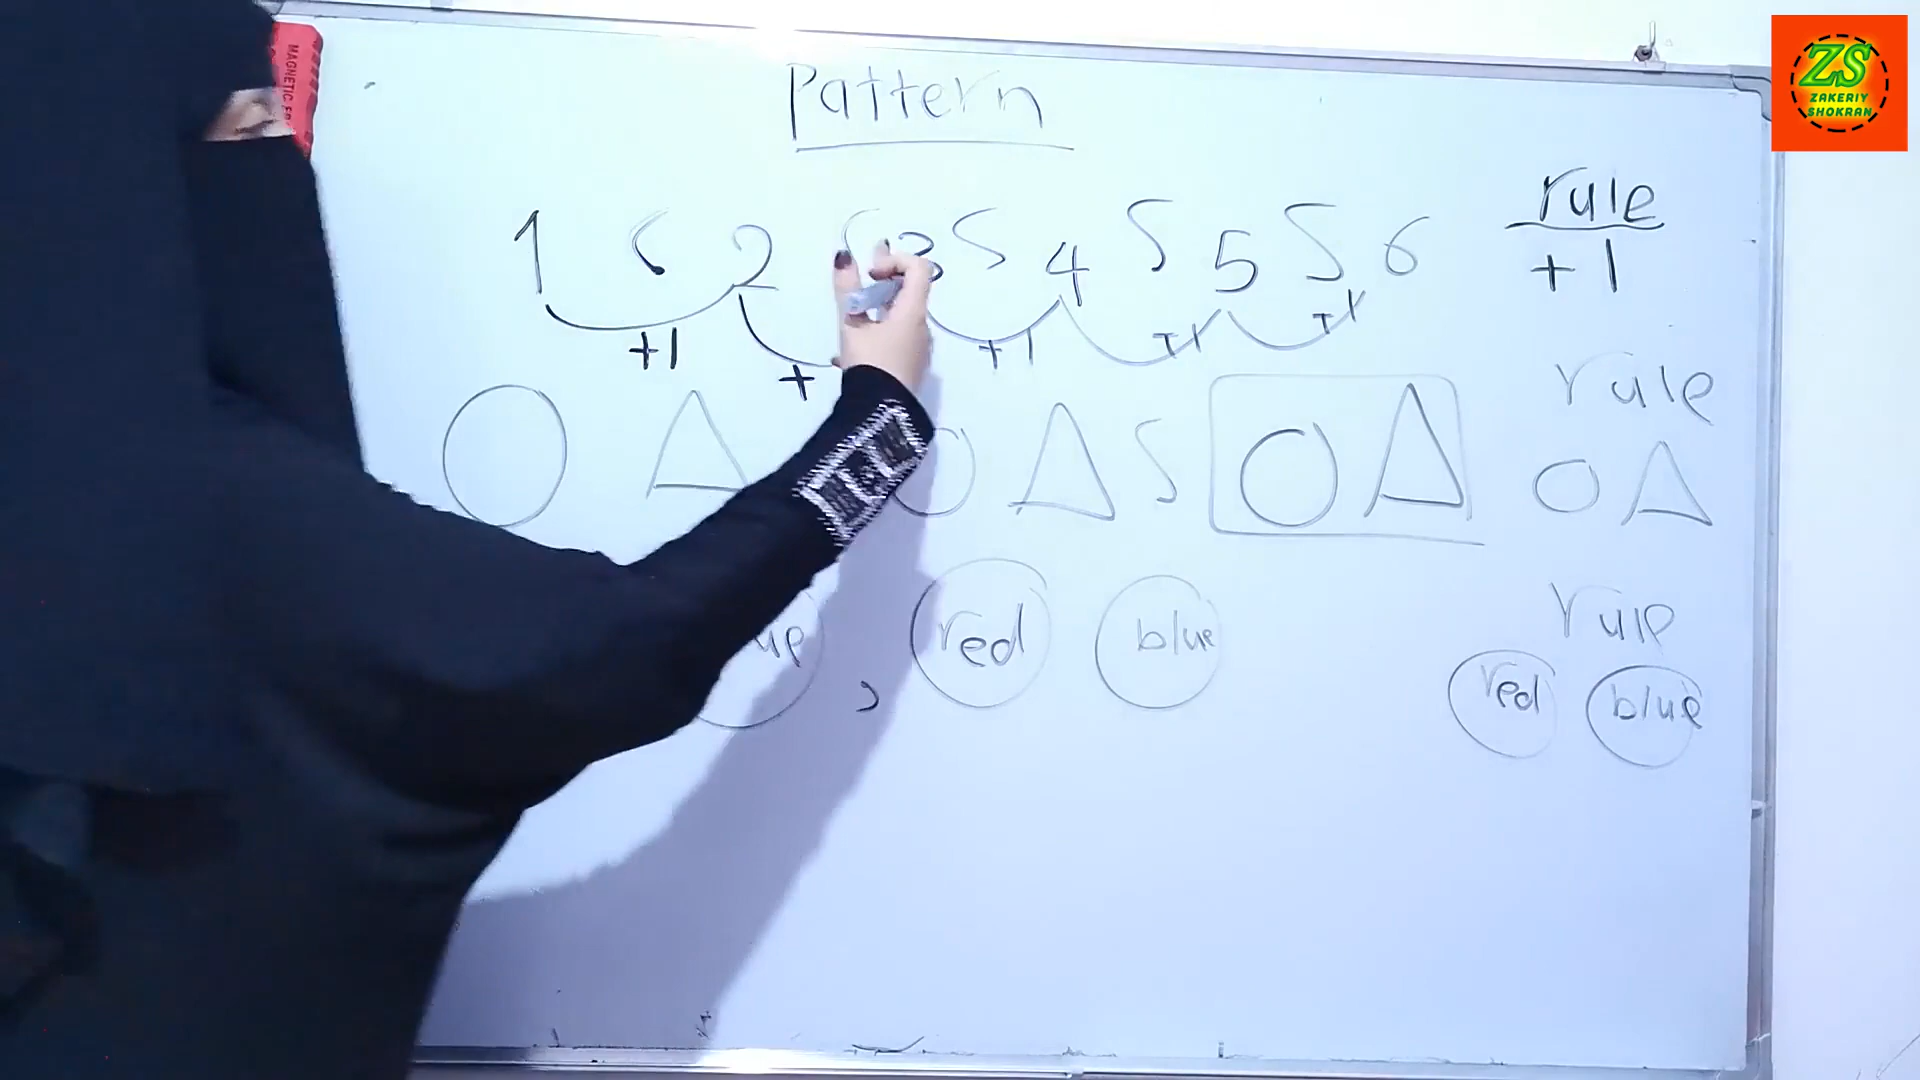 MAGNETIC
ZS
ZAKERIY
SHOKRAN
Pattern
1 , 2 , 3 , 4 , 5 , 6
rule
+1
+1 + +1 +1 +1
rule
rule
red blue
red blue